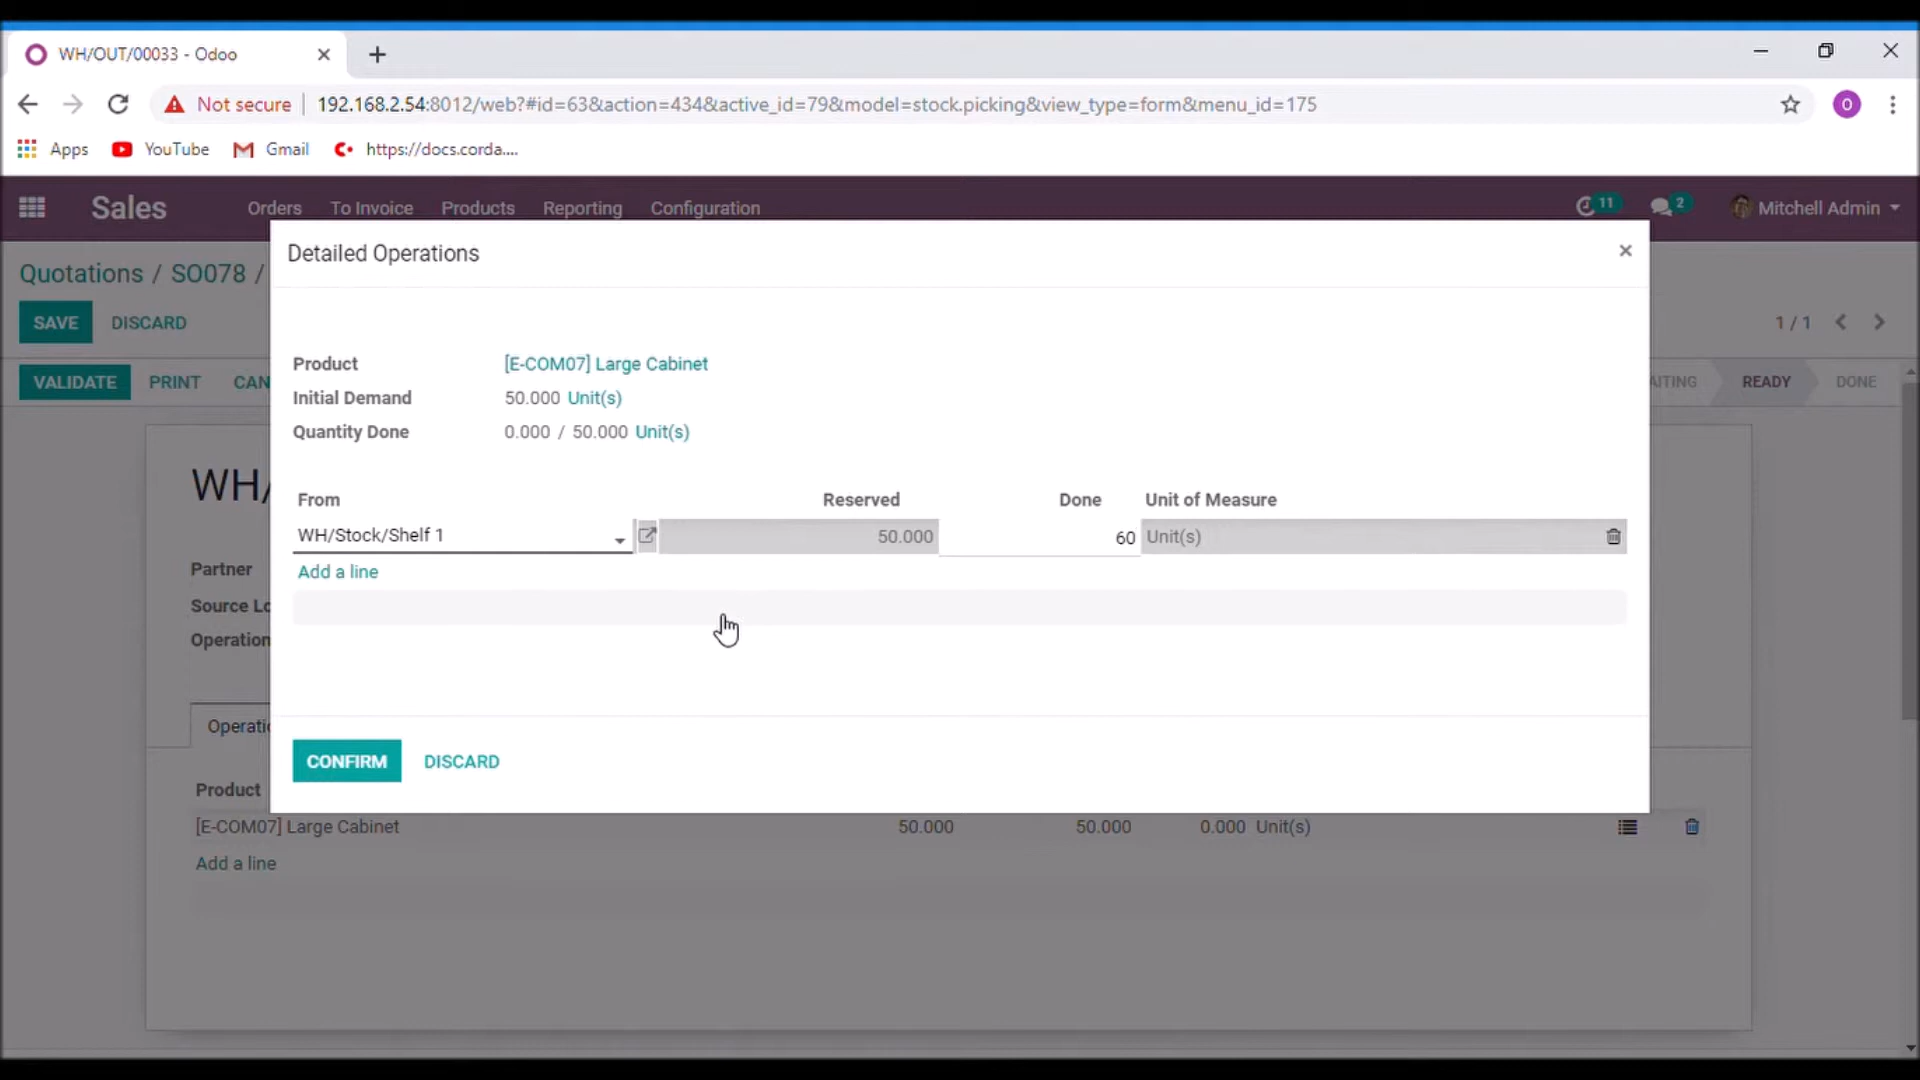 WH/OUT/00033 - Odoo
Not secure 192.168.2.54:8012/web?#id=63&action=434&active_id=79&model=stock.picking&view_type=form&menu_id=175 O
Apps YouTube Gmail https://docs.corda....
Sales Orders To Invoice Products Reporting Configuration 11 2 Mitchell Admin
Detailed Operations ×
Quotations / SO078 /
SAVE DISCARD 1 / 1
Product [E-COM07] Large Cabinet
VALIDATE PRINT CAN AITING READY DONE
Initial Demand 50.000 Unit(s)
Quantity Done 0.000 / 50.000 Unit(s)
WH/
From Reserved Done Unit of Measure
WH/Stock/Shelf 1 50.000 60 Unit(s)
Add a line
Partner
Source Lo
Operation
Operatio
CONFIRM DISCARD
Product
[E-COM07] Large Cabinet 50.000 50.000 0.000 Unit(s)
Add a line